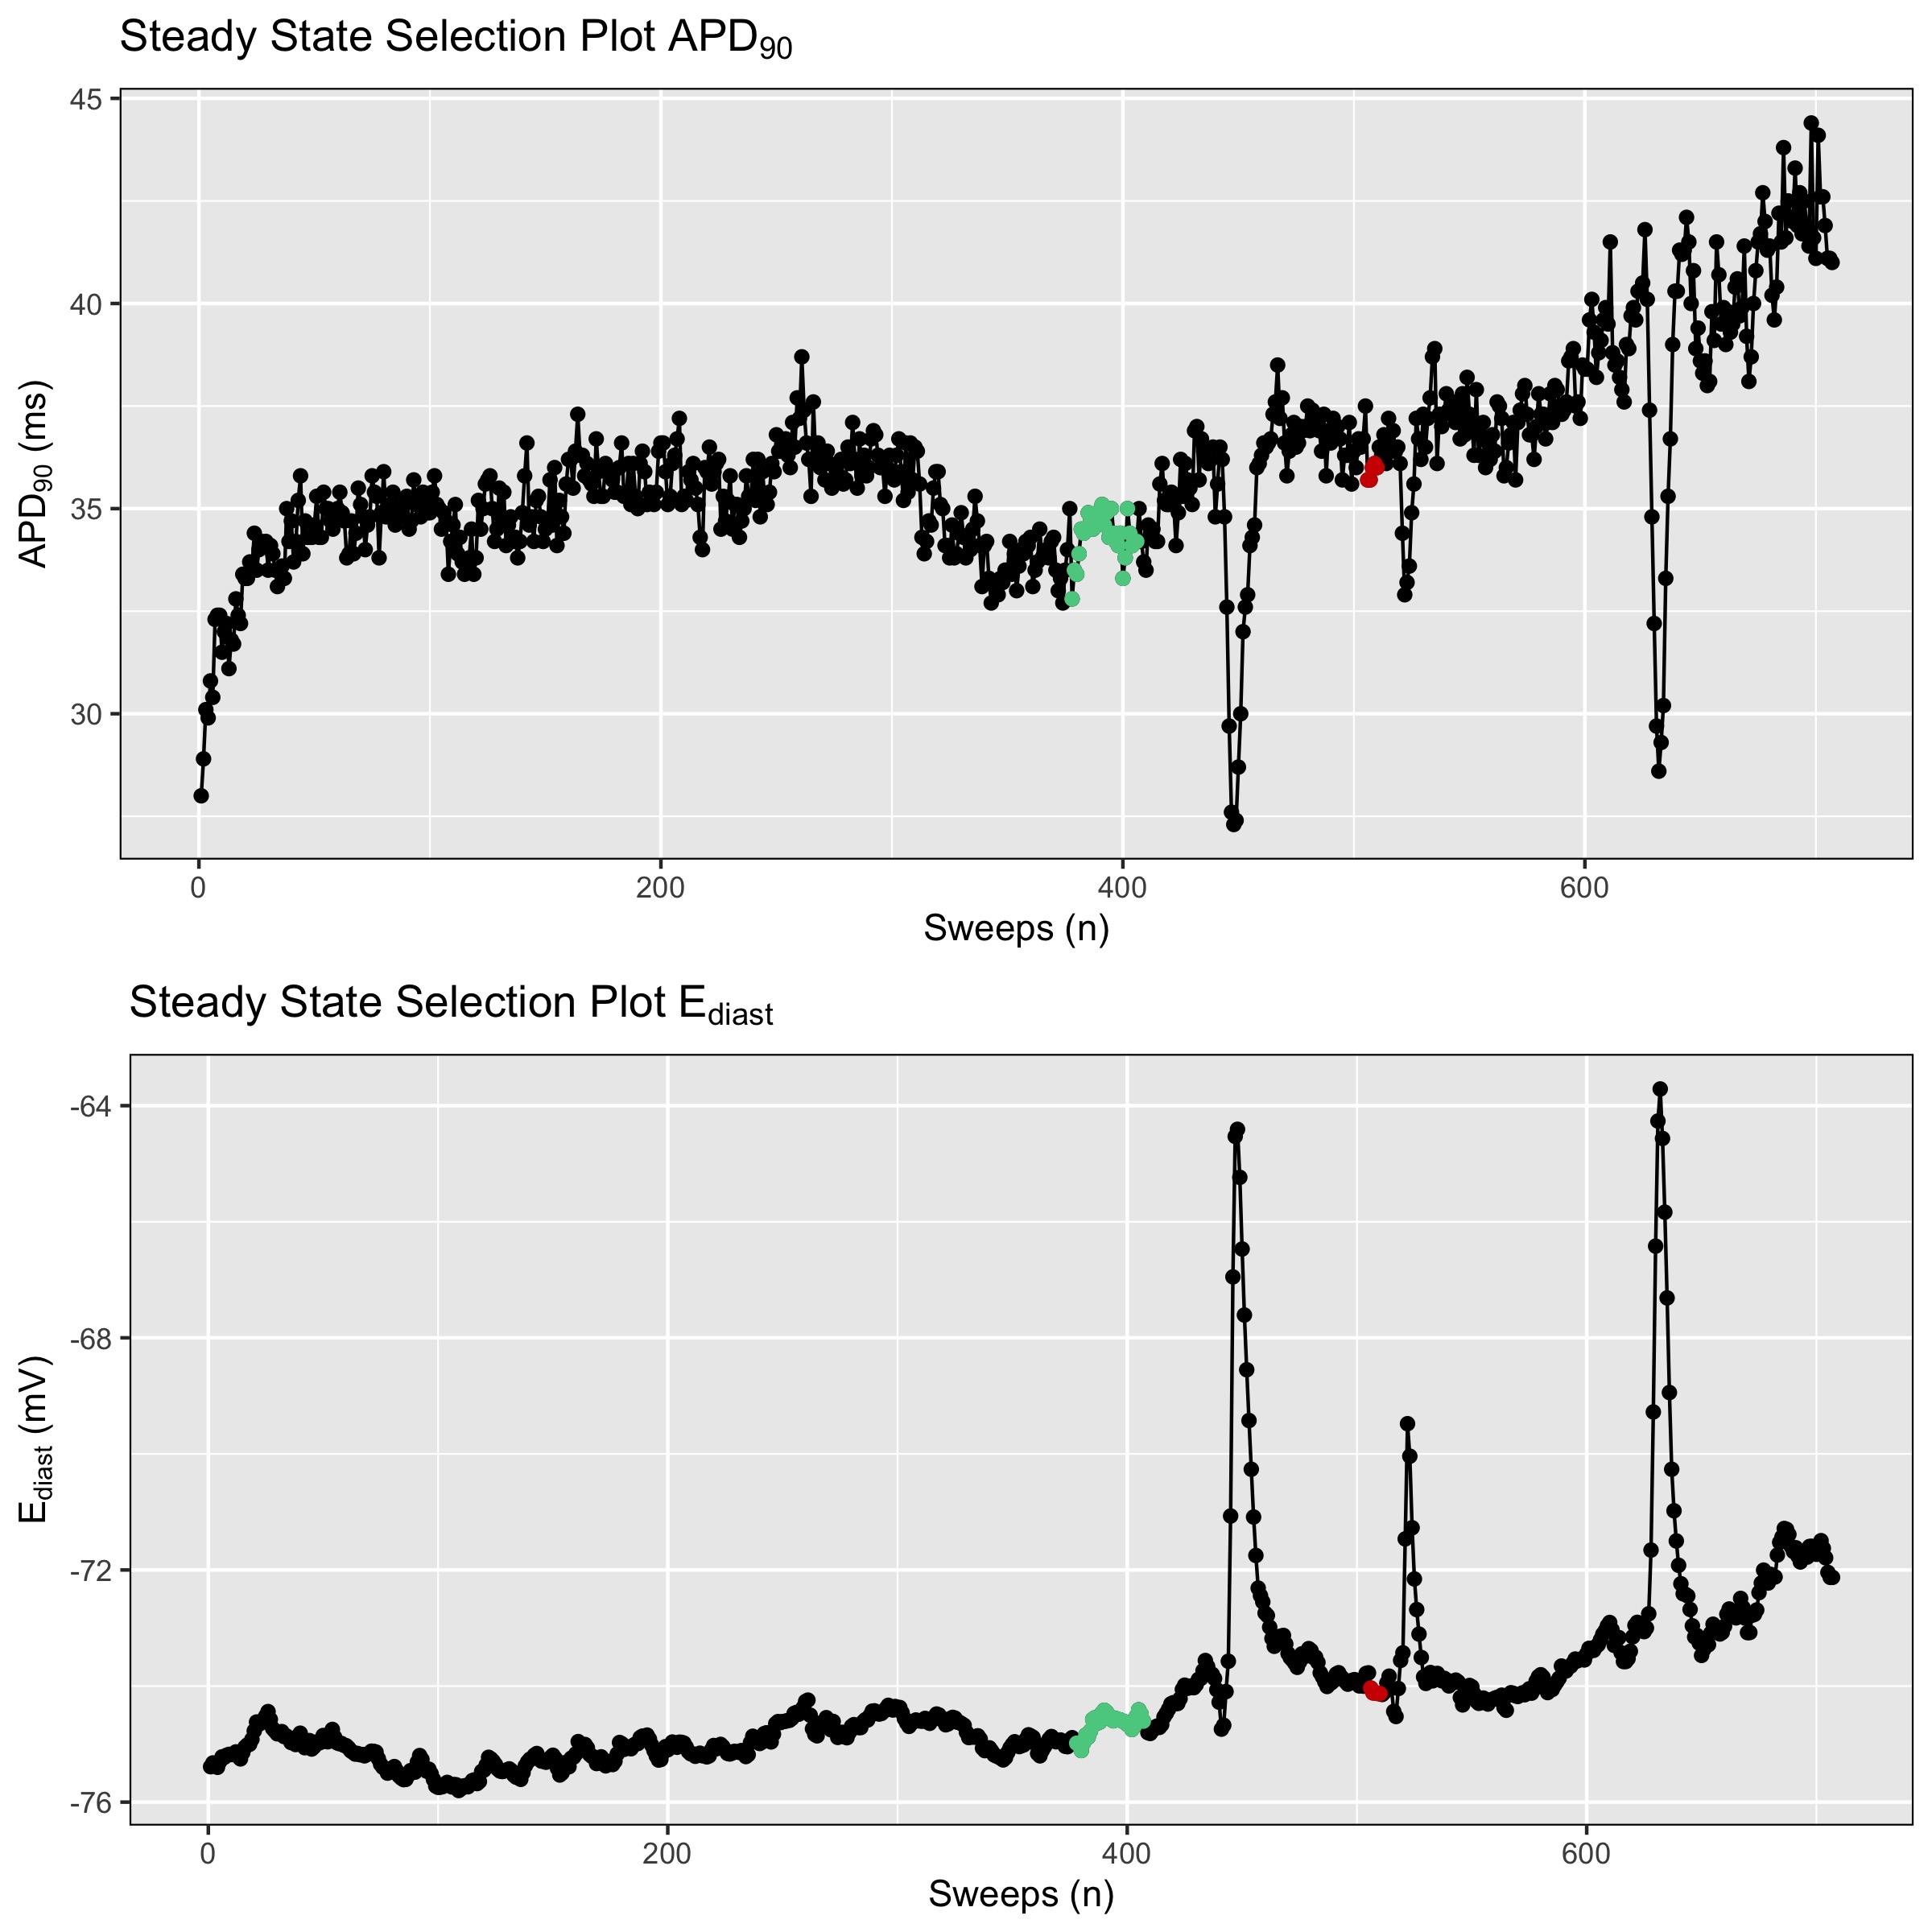 Steady State Selection Plot APD90
45
40
35
30
APD90 (ms)
0 200 400 600
Sweeps (n)
Steady State Selection Plot Ediast
-64
-68
-72
-76
Ediast (mV)
0 200 400 600
Sweeps (n)